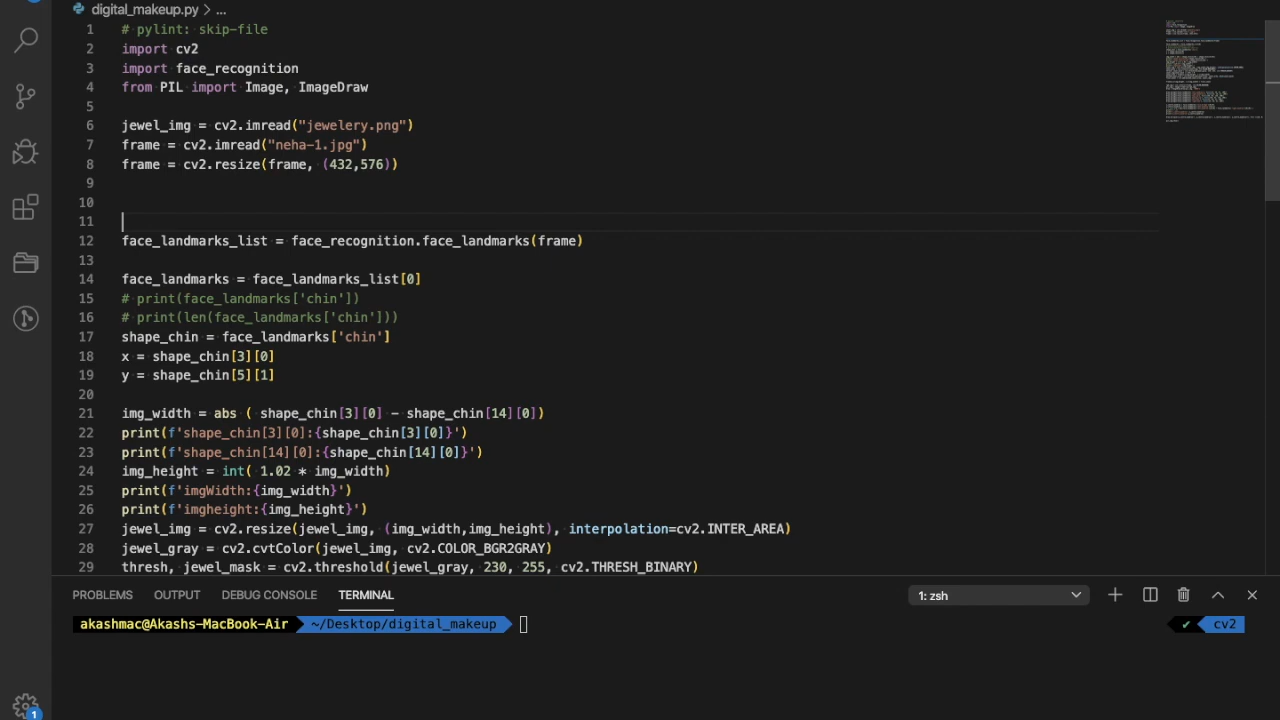 digital_makeup.py > ...
1 # pylint: skip-file
2 import cv2
3 import face_recognition
4 from PIL import Image, ImageDraw
5
6 jewel_img = cv2.imread("jewelery.png")
7 frame = cv2.imread("neha-1.jpg")
8 frame = cv2.resize(frame, (432,576))
9
10
11
12 face_landmarks_list = face_recognition.face_landmarks(frame)
13
14 face_landmarks = face_landmarks_list[0]
15 # print(face_landmarks['chin'])
16 # print(len(face_landmarks['chin']))
17 shape_chin = face_landmarks['chin']
18 x = shape_chin[3][0]
19 y = shape_chin[5][1]
20
21 img_width = abs ( shape_chin[3][0] - shape_chin[14][0])
22 print(f'shape_chin[3][0]:{shape_chin[3][0]}')
23 print(f'shape_chin[14][0]:{shape_chin[14][0]}')
24 img_height = int( 1.02 * img_width)
25 print(f'imgWidth:{img_width}')
26 print(f'imgheight:{img_height}')
27 jewel_img = cv2.resize(jewel_img, (img_width,img_height), interpolation=cv2.INTER_AREA)
28 jewel_gray = cv2.cvtColor(jewel_img, cv2.COLOR_BGR2GRAY)
29 thresh, jewel_mask = cv2.threshold(jewel_gray, 230, 255, cv2.THRESH_BINARY)
PROBLEMS OUTPUT DEBUG CONSOLE TERMINAL 1: zsh
akashmac@Akashs-MacBook-Air ~/Desktop/digital_makeup ✔ cv2
1